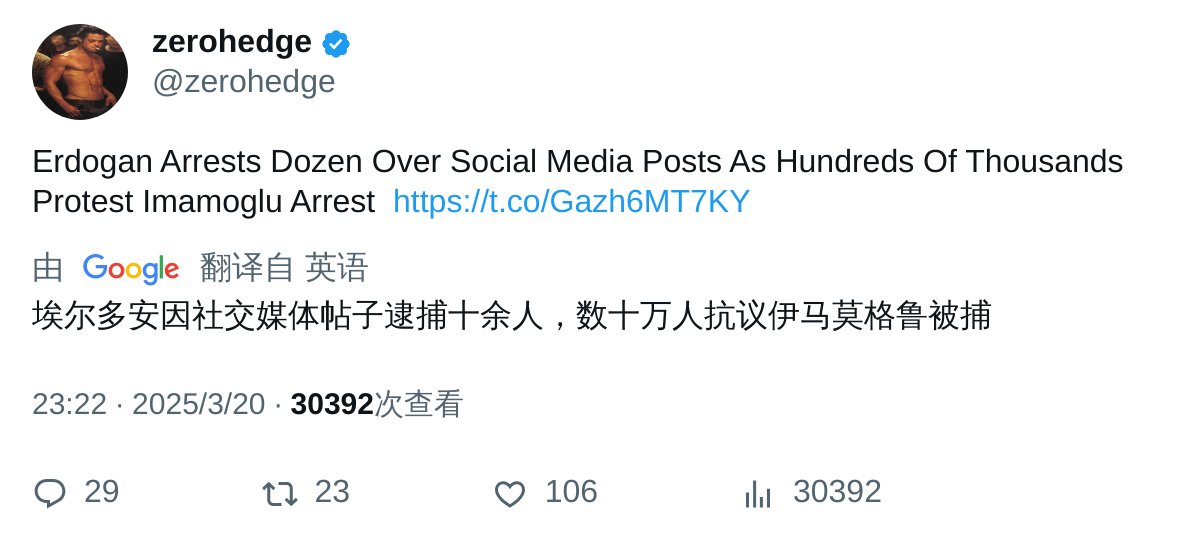 zerohedge
@zerohedge
Erdogan Arrests Dozen Over Social Media Posts As Hundreds Of Thousands
Protest Imamoglu Arrest https://t.co/Gazh6MT7KY
由 Google 翻译自 英语
埃尔多安因社交媒体帖子逮捕十余人，数十万人抗议伊马莫格鲁被捕
23:22 · 2025/3/20 · 30392次查看
29 23 106 30392